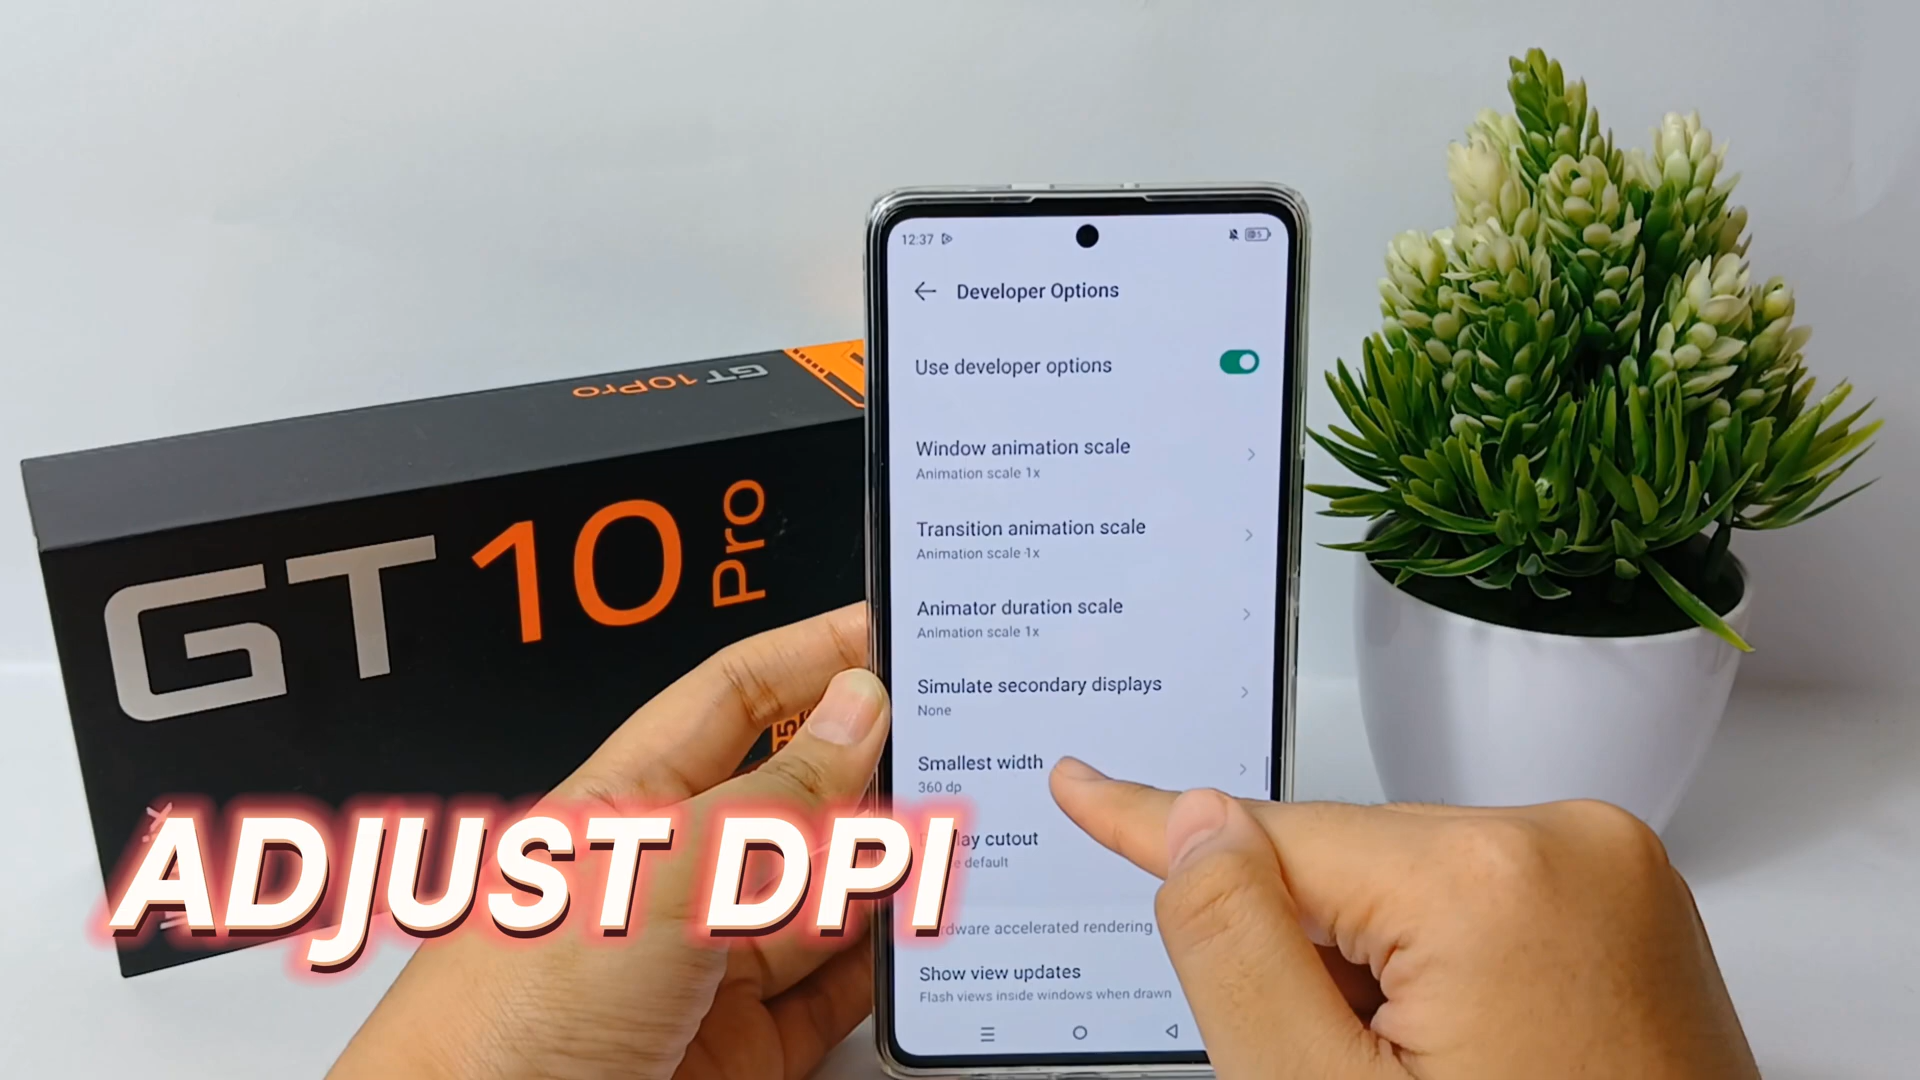 12:37
Developer Options
Use developer options
Window animation scale
Animation scale 1x
Transition animation scale
Animation scale 1x
Animator duration scale
Animation scale 1x
Simulate secondary displays
None
Smallest width
360 dp
cutout
default
accelerated rendering
Show view updates
Flash views inside windows when drawn
GT 10Pro
GT 10 Pro
ADJUST DPI